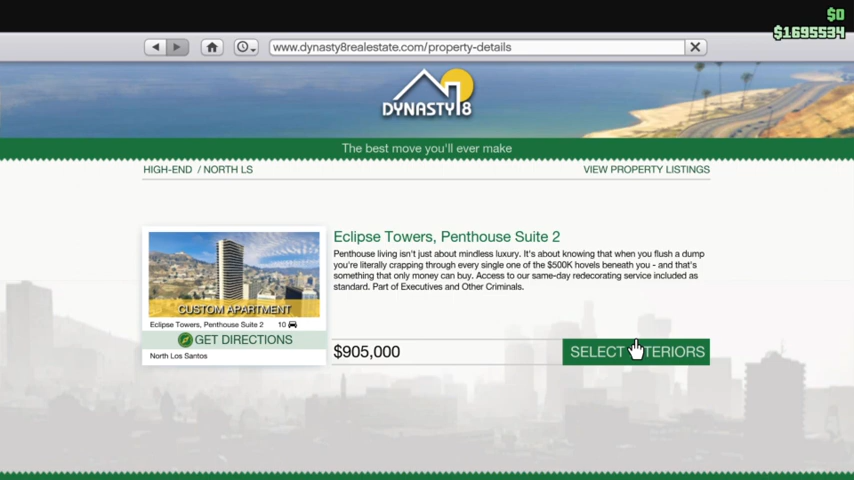 $0
$1695534
www.dynasty8realestate.com/property-details
DYNASTY 8
The best move you'll ever make
HIGH-END / NORTH LS
VIEW PROPERTY LISTINGS
Eclipse Towers, Penthouse Suite 2
Penthouse living isn't just about mindless luxury. It's about knowing that when you flush a dump
you're literally crapping through every single one of the $500K hovels beneath you - and that's
something that only money can buy. Access to our same-day redecorating service included as
standard. Part of Executives and Other Criminals.
CUSTOM APARTMENT
Eclipse Towers, Penthouse Suite 2 10
GET DIRECTIONS
North Los Santos
$905,000
SELECT INTERIORS